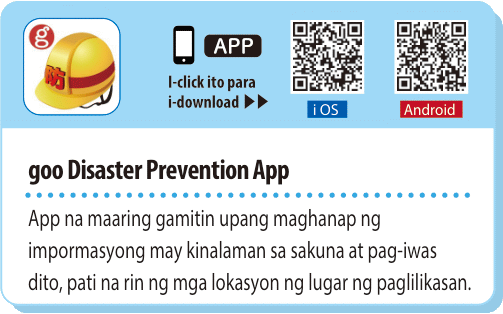 g
防
APP
I-click ito para
i-download ▶▶
iOS
Android
goo Disaster Prevention App
App na maaring gamitin upang maghanap ng
impormasyong may kinalaman sa sakuna at pag-iwas
dito, pati na rin ng mga lokasyon ng lugar ng paglilikasan.